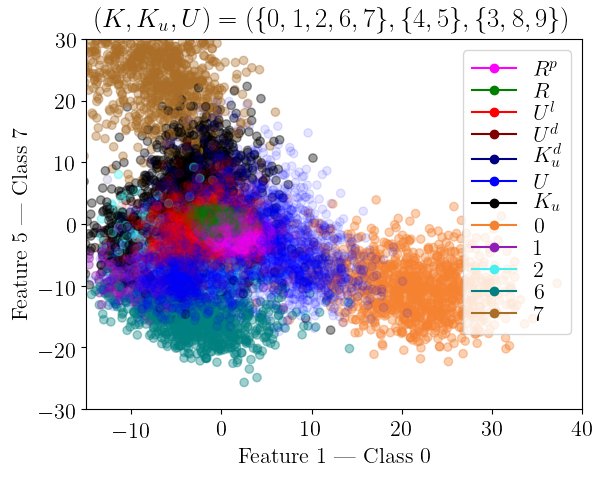 (K, K_u, U) = ({0, 1, 2, 6, 7}, {4, 5}, {3, 8, 9})
30
20
10
0
−10
−20
−30
Feature 5 — Class 7
−10
0
10
20
30
40
Feature 1 — Class 0
R^p
R
U^l
U^d
K_u^d
U
K_u
0
1
2
6
7